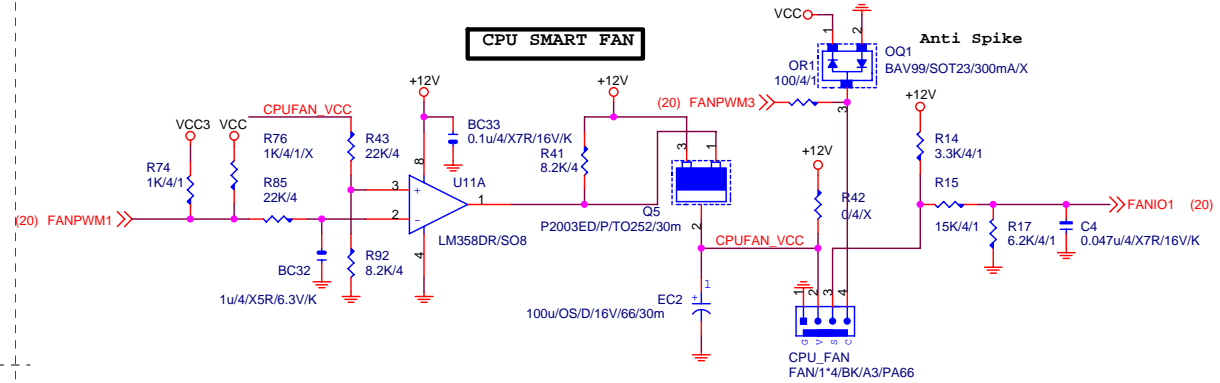 CPU SMART FAN
VCC
1
2
Anti Spike
OQ1
BAV99/SOT23/300mA/X
OR1
100/4/1
3
(20) FANPWM3
+12V
+12V
+12V
+12V
CPUFAN_VCC
VCC3
VCC
R76
1K/4/1/X
R43
22K/4
BC33
0.1u/4/X7R/16V/K
R41
8.2K/4
3
1
R14
3.3K/4/1
R74
1K/4/1
R85
22K/4
8
U11A
3
+
1
2
-
4
LM358DR/SO8
Q5
P2003ED/P/TO252/30m
2
R42
0/4/X
R15
15K/4/1
(20) FANPWM1
FANIO1 (20)
R17
6.2K/4/1
C4
0.047u/4/X7R/16V/K
BC32
1u/4/X5R/6.3V/K
R92
8.2K/4
CPUFAN_VCC
1
+
EC2
100u/OS/D/16V/66/30m
1
2
3
4
G
V
S
C
CPU_FAN
FAN/1*4/BK/A3/PA66